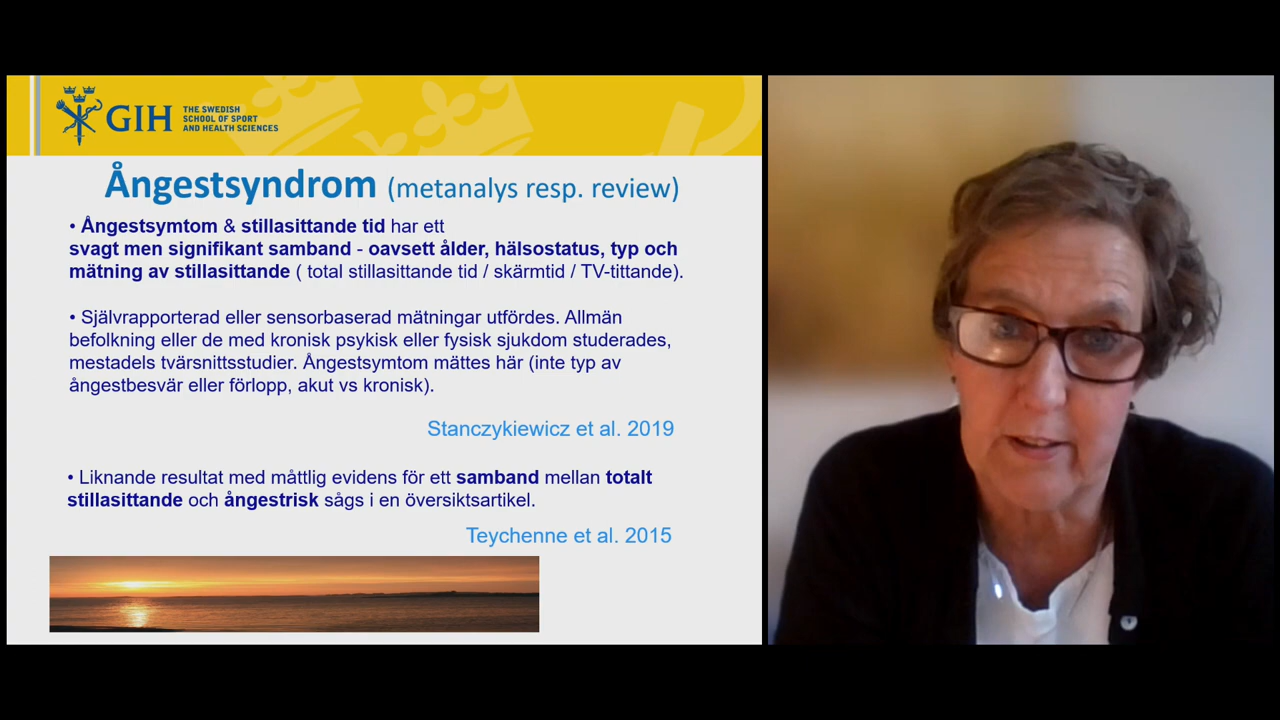 GIH
THE SWEDISH
SCHOOL OF SPORT
AND HEALTH SCIENCES
Ångestsyndrom (metanalys resp. review)
• Ångestsymtom & stillasittande tid har ett
svagt men signifikant samband - oavsett ålder, hälsostatus, typ och
mätning av stillasittande ( total stillasittande tid / skärmtid / TV-tittande).
• Självrapporterad eller sensorbaserad mätningar utfördes. Allmän
befolkning eller de med kronisk psykisk eller fysisk sjukdom studerades,
mestadels tvärsnittsstudier. Ångestsymtom mättes här (inte typ av
ångestbesvär eller förlopp, akut vs kronisk).
Stanczykiewicz et al. 2019
• Liknande resultat med måttlig evidens för ett samband mellan totalt
stillasittande och ångestrisk sågs i en översiktsartikel.
Teychenne et al. 2015